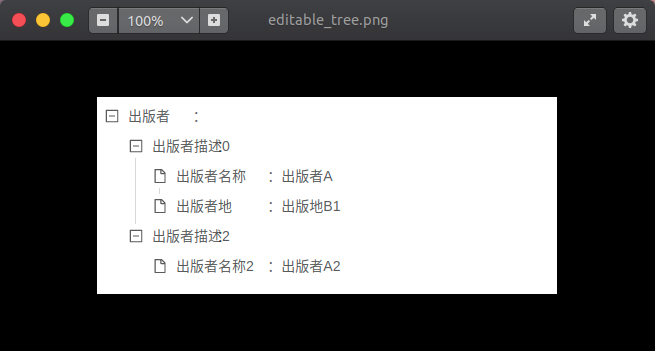 100% editable_tree.png
出版者 :
出版者描述0
出版者名称 : 出版者A
出版者地 : 出版地B1
出版者描述2
出版者名称2 : 出版者A2